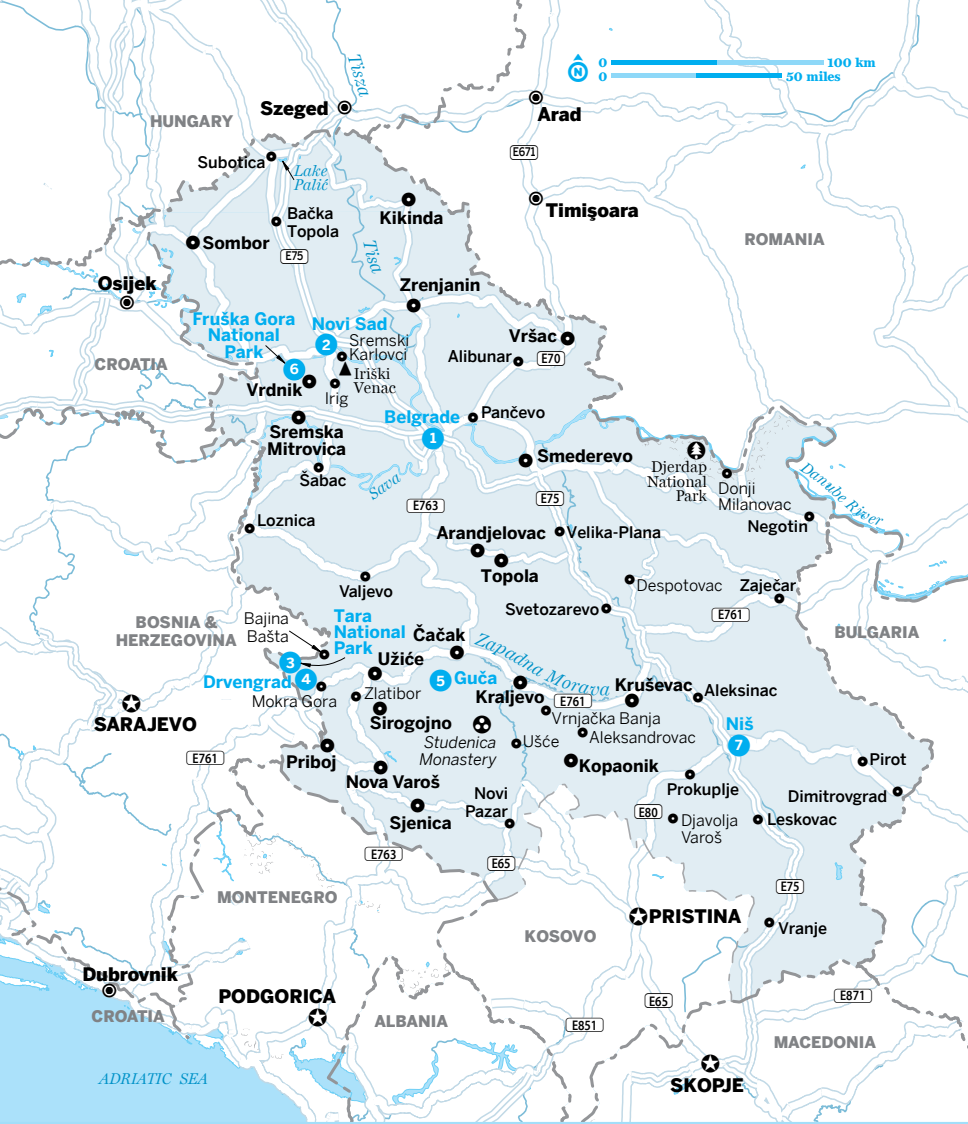 Tisza
0
100 km
N
0
50 miles
Szeged
Arad
HUNGARY
E671
Subotica
Lake
Palić
Kikinda
Timişoara
Bačka
Topola
Sombor
ROMANIA
E75
Tisa
Osijek
Zrenjanin
Fruška Gora
National
Park
Novi Sad
2
Sremski
Karlovci
Vršac
Alibunar
E70
CROATIA
6
Iriški
Venac
Vrdnik
Irig
Belgrade
1
Pančevo
Sremska
Mitrovica
Smederevo
Djerdap
National
Park
Donji
Milanovac
Danube River
Šabac
Sava
E763
E75
Loznica
Negotin
Arandjelovac
Velika-Plana
Topola
Valjevo
Despotovac
Zaječar
Svetozarevo
E761
BOSNIA &
HERZEGOVINA
Bajina
Bašta
Tara
National
Park
Čačak
Zapadna Morava
BULGARIA
3
Užiće
Drvengrad
4
5
Guča
Mokra Gora
Zlatibor
Kraljevo
E761
Kruševac
Aleksinac
SARAJEVO
Sirogojno
Vrnjačka Banja
Niš
7
Studenica
Monastery
Ušće
Aleksandrovac
E761
Priboj
Kopaonik
Pirot
Nova Varoš
Prokuplje
Dimitrovgrad
Novi
Pazar
Sjenica
E80
Djavolja
Varoš
Leskovac
E763
E65
E75
MONTENEGRO
PRISTINA
Vranje
KOSOVO
Dubrovnik
PODGORICA
E65
E871
CROATIA
ALBANIA
E851
MACEDONIA
ADRIATIC SEA
SKOPJE